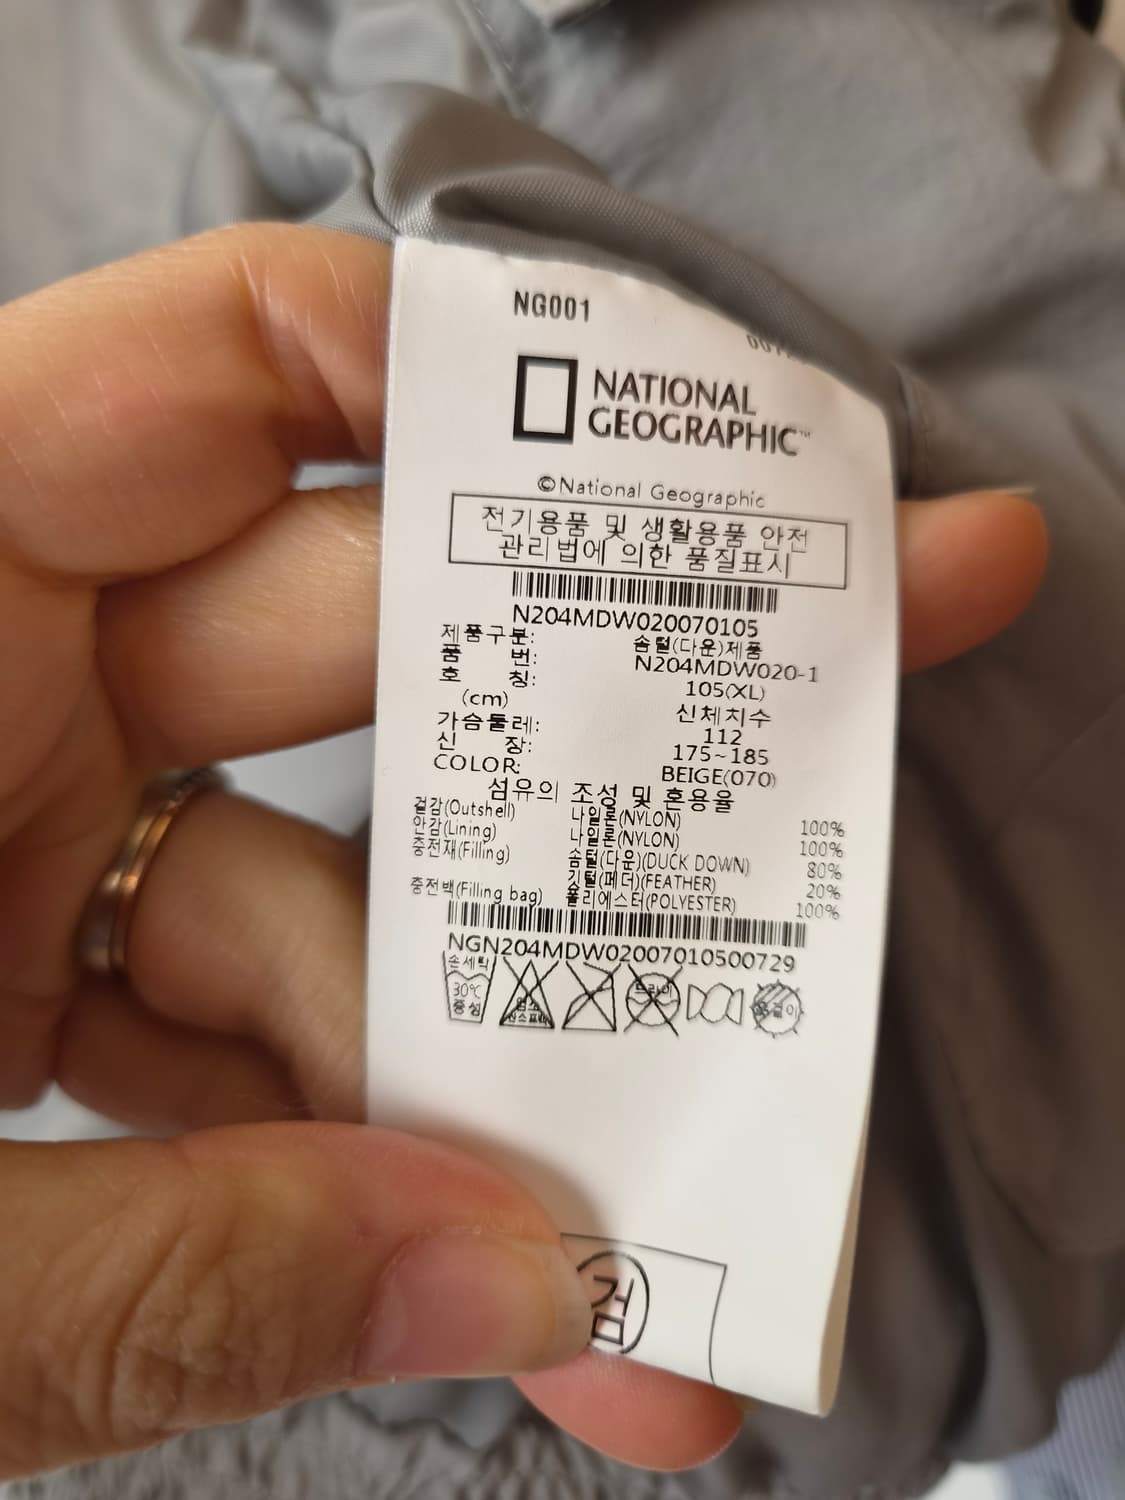 NG001
NATIONAL
GEOGRAPHIC™
©National Geographic
전기용품 및 생활용품 안전
관리법에 의한 품질표시
N204MDW020070105
제품구분: 솜털(다운)제품
품 번: N204MDW020-1
호 칭: 105(XL)
(cm) 신체치수
가슴둘레: 112
신 장: 175~185
COLOR: BEIGE(070)
섬유의 조성 및 혼용율
겉감(Outshell) 나일론(NYLON) 100%
안감(Lining) 나일론(NYLON) 100%
충전재(Filling) 솜털(다운)(DUCK DOWN) 80%
깃털(페더)(FEATHER) 20%
충전백(Filling bag) 폴리에스터(POLYESTER) 100%
NGN204MDW02007010500729
손세탁
30℃
중성
드라이
옷걸이
검